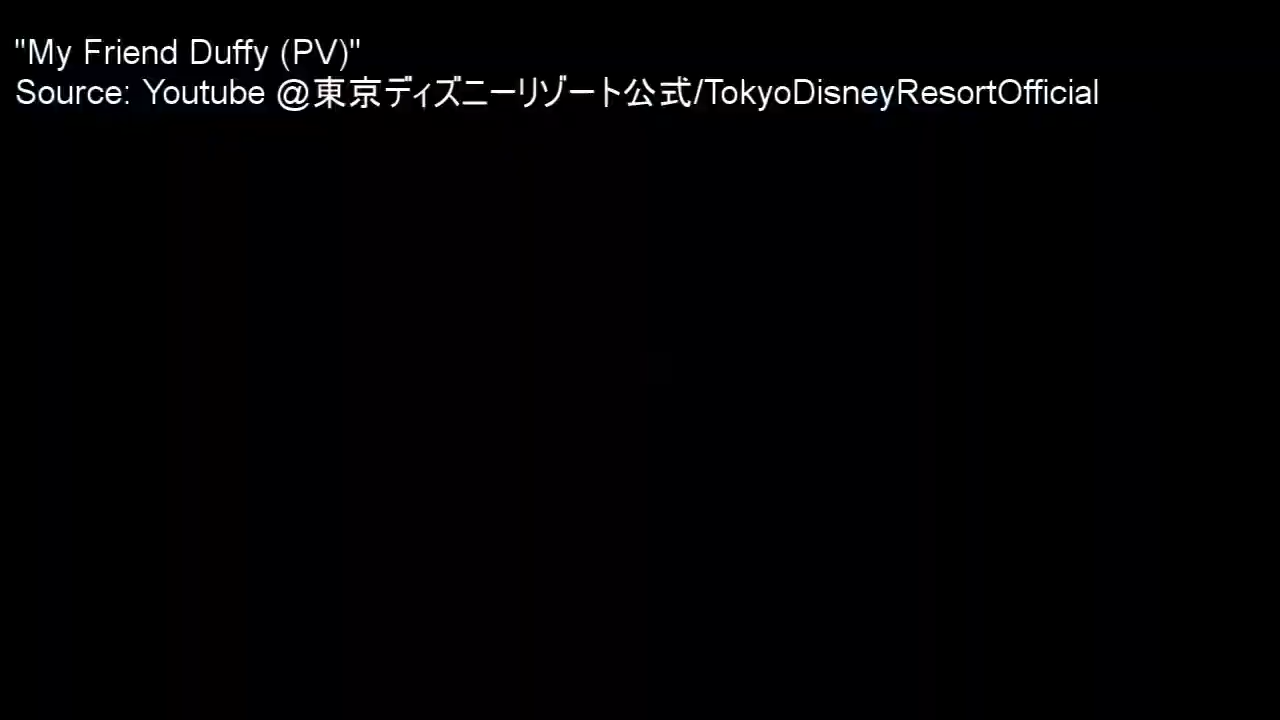 "My Friend Duffy (PV)"
Source: Youtube @東京ディズニーリゾート公式/TokyoDisneyResortOfficial